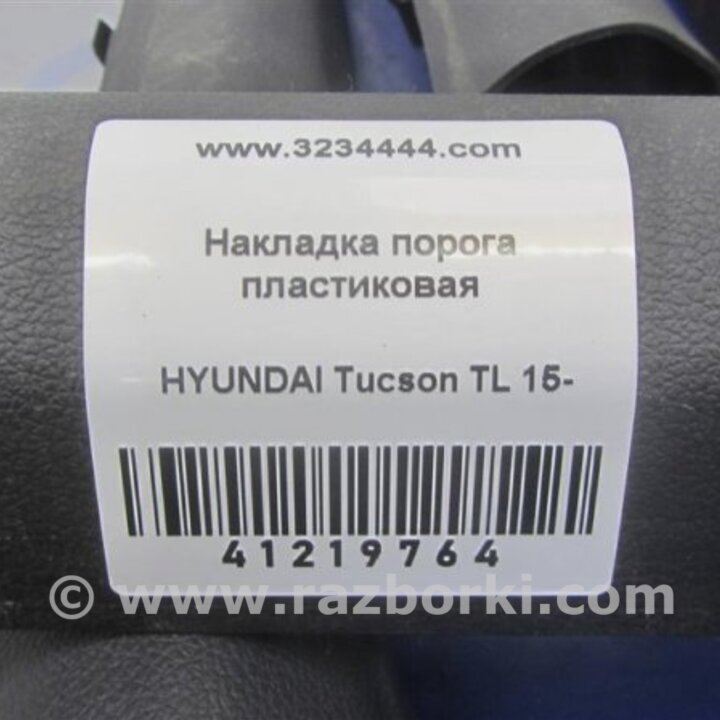 www.3234444.com
Накладка порога
пластиковая
HYUNDAI Tucson TL 15-
41219764
© www.razborki.com